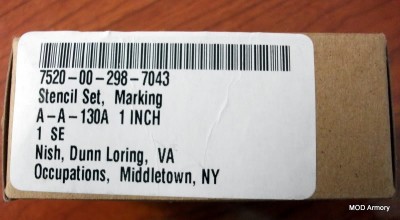 7520-00-298-7043
Stencil Set, Marking
A-A-130A 1 INCH
1 SE
Nish, Dunn Loring, VA
Occupations, Middletown, NY
MOD Armory